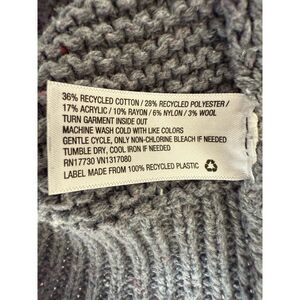 36% RECYCLED COTTON / 28% RECYCLED POLYESTER /
17% ACRYLIC / 10% RAYON / 6% NYLON / 3% WOOL
TURN GARMENT INSIDE OUT
MACHINE WASH COLD WITH LIKE COLORS
GENTLE CYCLE, ONLY NON-CHLORINE BLEACH IF NEEDED
TUMBLE DRY, COOL IRON IF NEEDED
RN17730 VN1317080
LABEL MADE FROM 100% RECYCLED PLASTIC